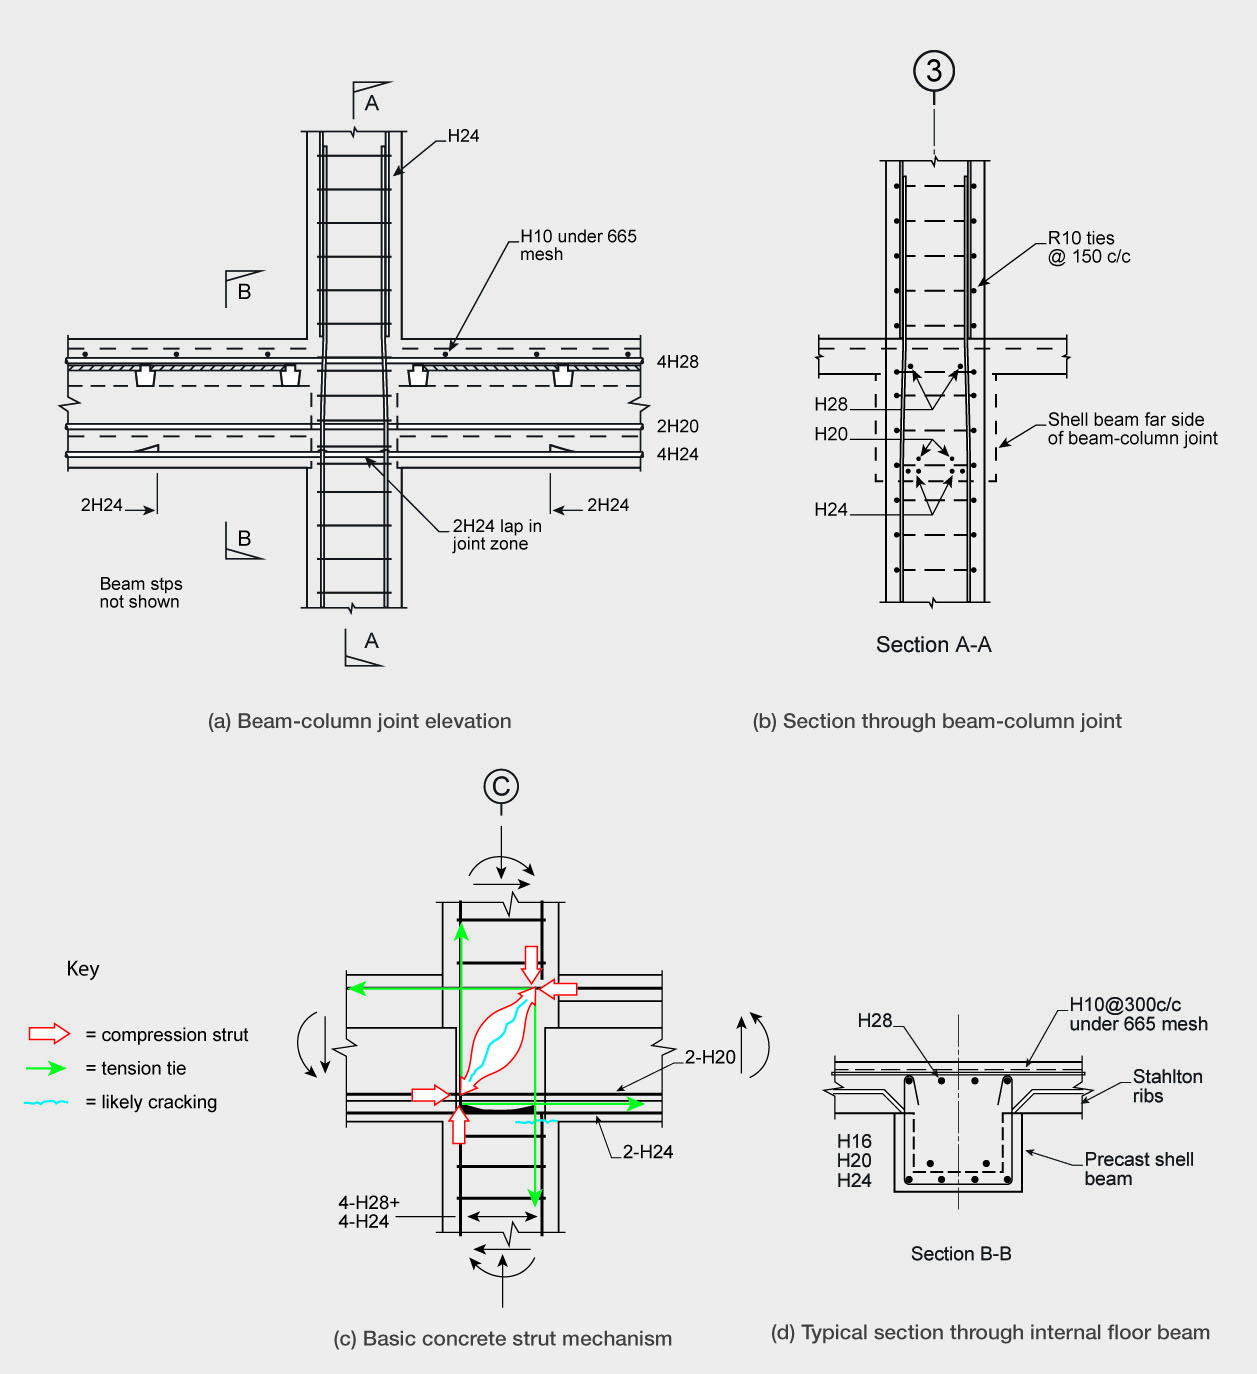 A
H24
H10 under 665
mesh
B
4H28
2H20
4H24
2H24
2H24
B
2H24 lap in
joint zone
Beam stps
not shown
A
(a) Beam-column joint elevation
3
R10 ties
@ 150 c/c
H28
H20
H24
Shell beam far side
of beam-column joint
Section A-A
(b) Section through beam-column joint
C
Key
= compression strut
= tension tie
= likely cracking
2-H20
2-H24
4-H28+
4-H24
(c) Basic concrete strut mechanism
H28
H10@300c/c
under 665 mesh
Stahlton
ribs
H16
H20
H24
Precast shell
beam
Section B-B
(d) Typical section through internal floor beam